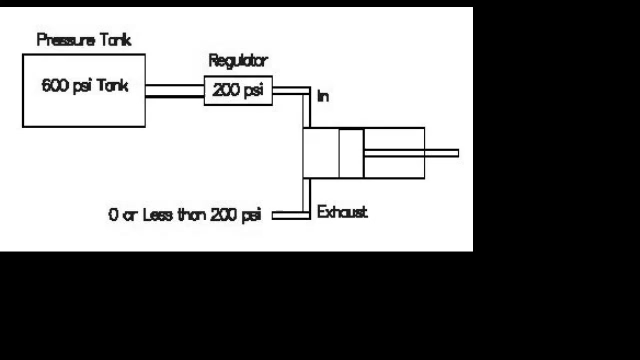 Pressure Tank
600 psi Tank
Regulator
200 psi
In
0 or Less than 200 psi
Exhaust